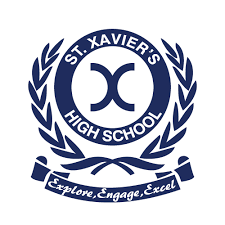 ST. XAVIER'S
HIGH SCHOOL
Explore, Engage, Excel